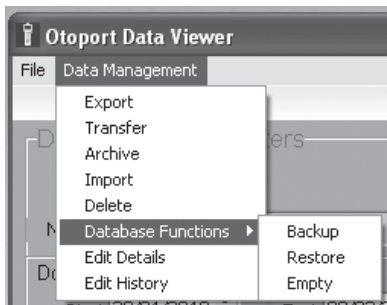 Otoport Data Viewer
File Data Management
Export
Transfer
Archive
Import
Delete
Database Functions
Backup
Edit Details
Restore
Edit History
Empty